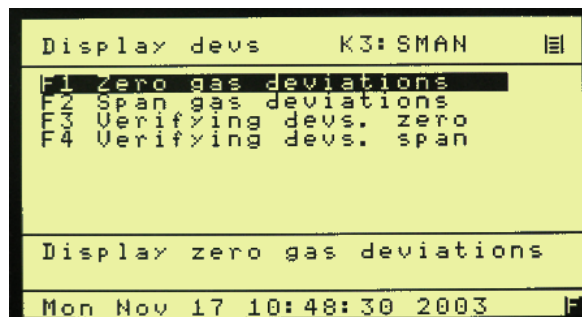 Display devs K3:SMAN
F1 Zero gas deviations
F2 Span gas deviations
F3 Verifying devs. zero
F4 Verifying devs. span
Display zero gas deviations
Mon Nov 17 10:48:30 2003